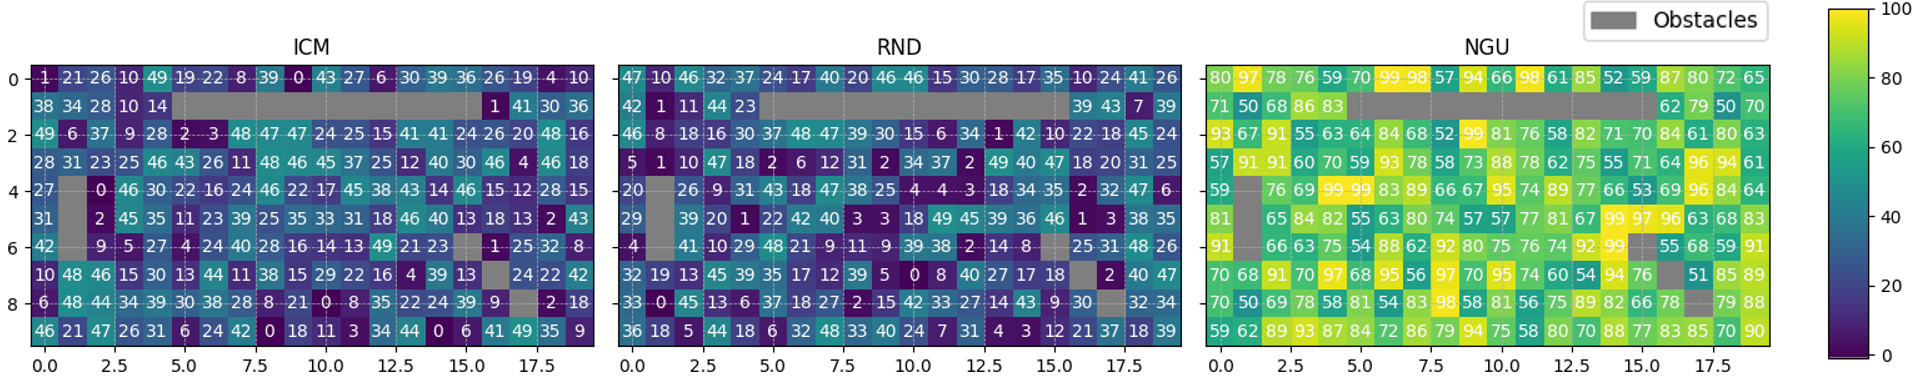 Obstacles
ICM
0 1 21 26 10 49 19 22 8 39 0 43 27 6 30 39 36 26 19 4 10
38 34 28 10 14 1 41 30 36
2 49 6 37 9 28 2 3 48 47 47 24 25 15 41 41 24 26 20 48 16
28 31 23 25 46 43 26 11 48 46 45 37 25 12 40 30 46 4 46 18
4 27 0 46 30 22 16 24 46 22 17 45 38 43 14 46 15 12 28 15
31 2 45 35 11 23 39 25 35 33 31 18 46 40 13 18 13 2 43
6 42 9 5 27 4 24 40 28 16 14 13 49 21 23 1 25 32 8
10 48 46 15 30 13 44 11 38 15 29 22 16 4 39 13 24 22 42
8 6 48 44 34 39 30 38 28 8 21 0 8 35 22 24 39 9 2 18
46 21 47 26 31 6 24 42 0 18 11 3 34 44 0 6 41 49 35 9
0.0 2.5 5.0 7.5 10.0 12.5 15.0 17.5
RND
47 10 46 32 37 24 17 40 20 46 46 15 30 28 17 35 10 24 41 26
42 1 11 44 23 39 43 7 39
46 8 18 16 30 37 48 47 39 30 15 6 34 1 42 10 22 18 45 24
5 1 10 47 18 2 6 12 31 2 34 37 2 49 40 47 18 20 31 25
20 26 9 31 43 18 47 38 25 4 4 3 18 34 35 2 32 47 6
29 39 20 1 22 42 40 3 3 18 49 45 39 36 46 1 3 38 35
4 41 10 29 48 21 9 11 9 39 38 2 14 8 25 31 48 26
32 19 13 45 39 35 17 12 39 5 0 8 40 27 17 18 2 40 47
33 0 45 13 6 37 18 27 2 15 42 33 27 14 43 9 30 32 34
36 18 5 44 18 6 32 48 33 40 24 7 31 4 3 12 21 37 18 39
0.0 2.5 5.0 7.5 10.0 12.5 15.0 17.5
NGU
80 97 78 76 59 70 99 98 57 94 66 98 61 85 52 59 87 80 72 65
71 50 68 86 83 62 79 50 70
93 67 91 55 63 64 84 68 52 99 81 76 58 82 71 70 84 61 80 63
57 91 91 60 70 59 93 78 58 73 88 78 62 75 55 71 64 96 94 61
59 76 69 99 99 83 89 66 67 95 74 89 77 66 53 69 96 84 64
81 65 84 82 55 63 80 74 57 57 77 81 67 99 97 96 63 68 83
91 66 63 75 54 88 62 92 80 75 76 74 92 99 55 68 59 91
70 68 91 70 97 68 95 56 97 70 95 74 60 54 94 76 51 85 89
70 50 69 78 58 81 54 83 98 58 81 56 75 89 82 66 78 79 88
59 62 89 93 87 84 72 86 79 94 75 58 80 70 88 77 83 85 70 90
0.0 2.5 5.0 7.5 10.0 12.5 15.0 17.5
100
80
60
40
20
0